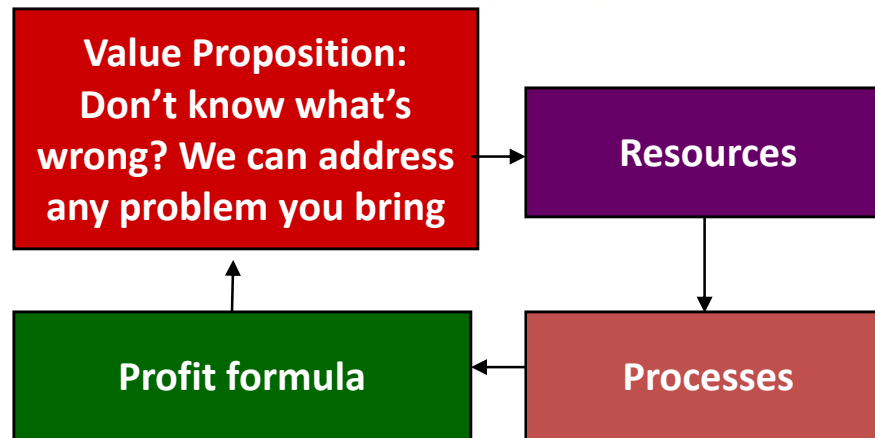 Value Proposition:
Don’t know what’s
wrong? We can address
any problem you bring
Resources
Profit formula
Processes